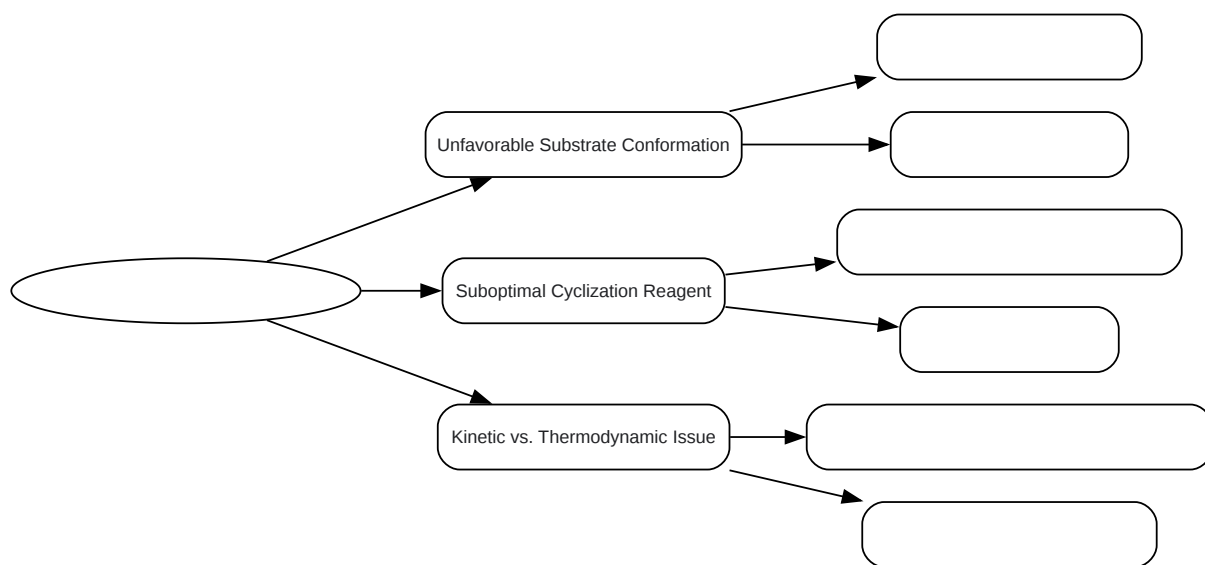 Unfavorable Substrate Conformation
Suboptimal Cyclization Reagent
Kinetic vs. Thermodynamic Issue